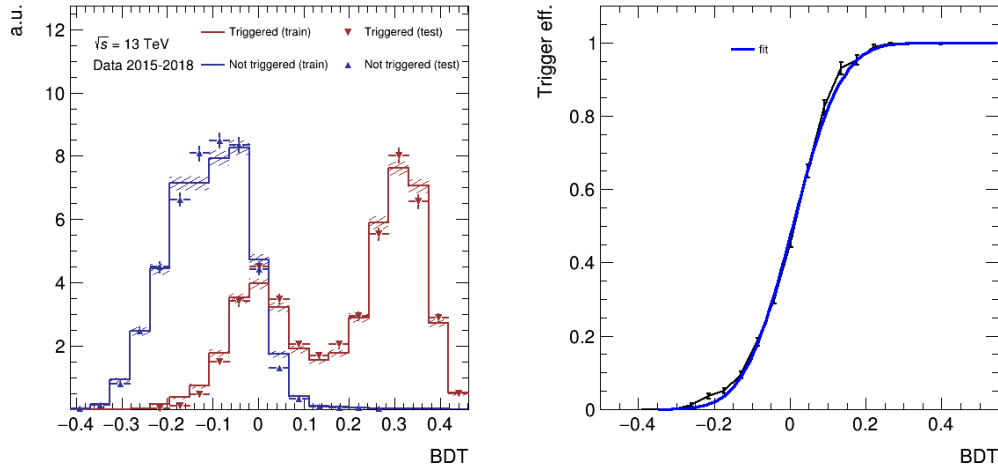 a.u.
12
10
8
6
4
2
√s = 13 TeV
Data 2015-2018
Triggered (train)
Triggered (test)
Not triggered (train)
Not triggered (test)
−0.4 −0.3 −0.2 −0.1 0 0.1 0.2 0.3 0.4
BDT
Trigger eff.
1
0.8
0.6
0.4
0.2
0
fit
−0.4 −0.2 0 0.2 0.4
BDT